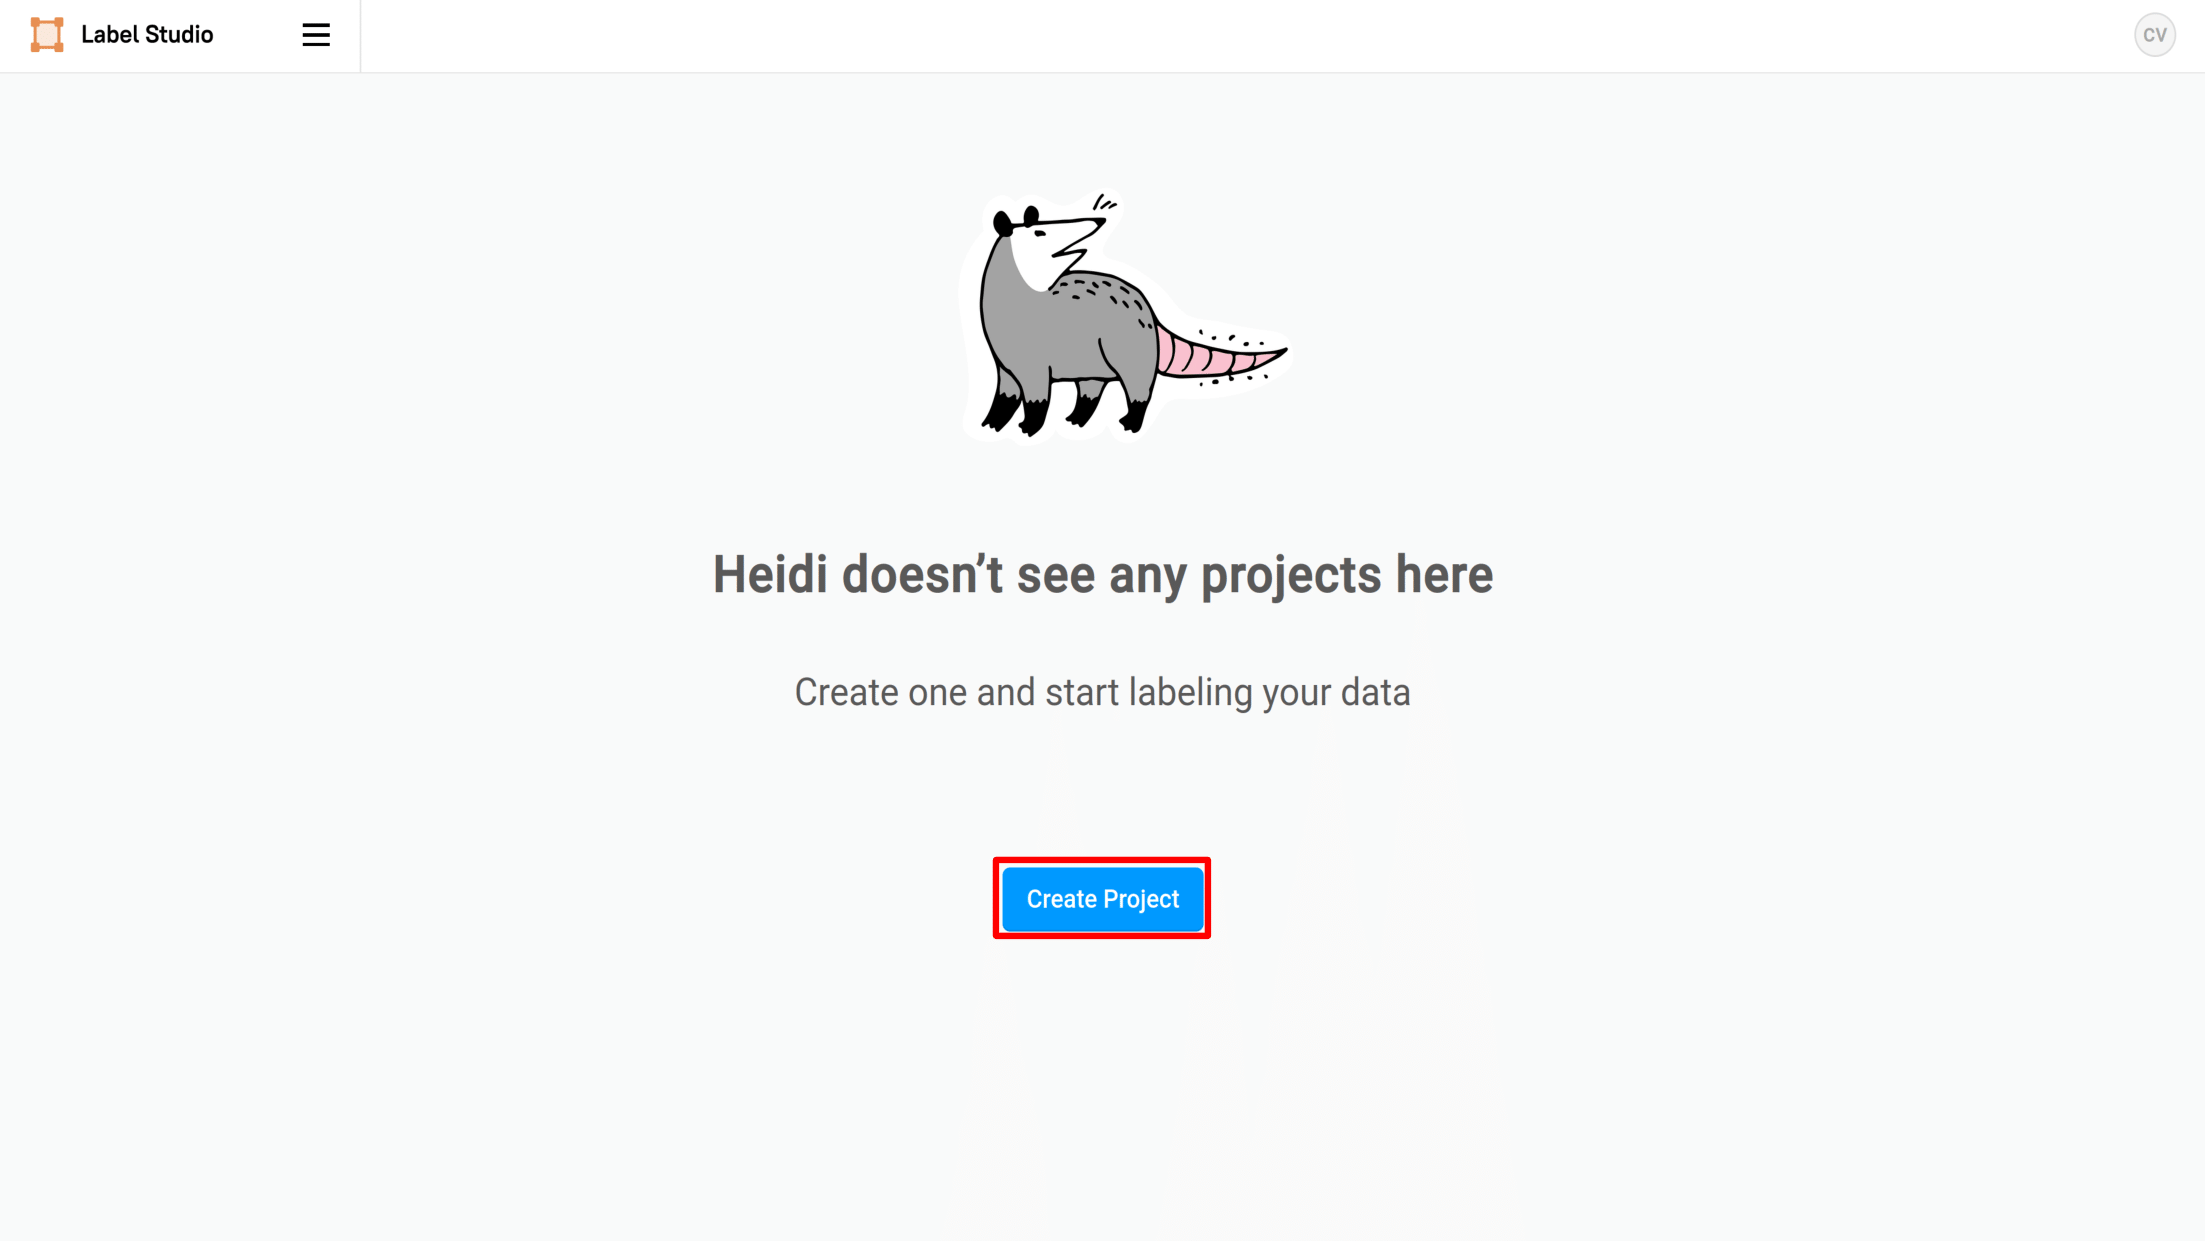 Label Studio
CV
Heidi doesn’t see any projects here
Create one and start labeling your data
Create Project